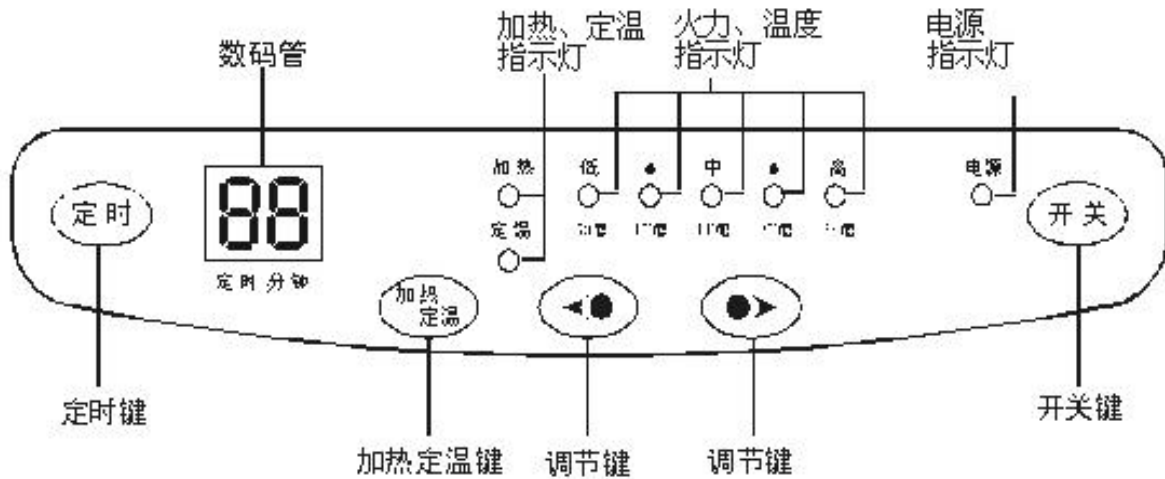 数码管
加热、定温
指示灯
火力、温度
指示灯
电源
指示灯
定时
88
定时 分钟
加热
定温
低
中
高
电源
开关
加热
定温
定时键
加热定温键
调节键
调节键
开关键